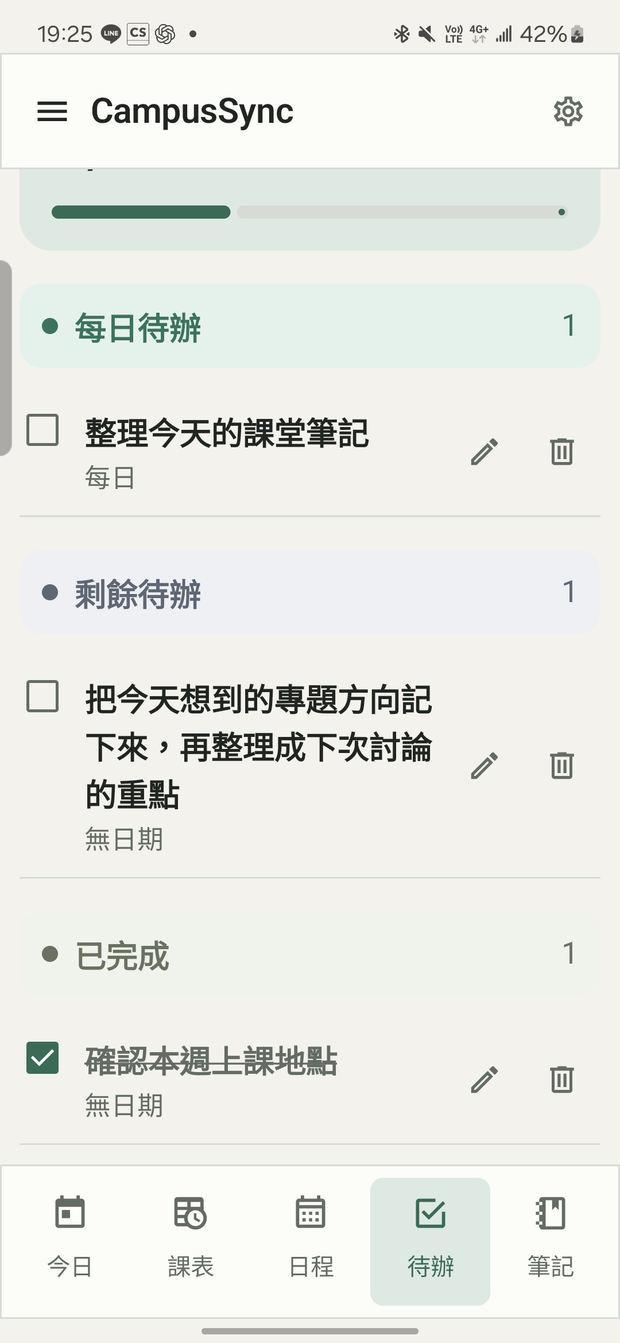 19:25 LINE CS Vo)) LTE 4G+ 42%
CampusSync
每日待辦 1
整理今天的課堂筆記
每日
剩餘待辦 1
把今天想到的專題方向記
下來，再整理成下次討論
的重點
無日期
已完成 1
確認本週上課地點
無日期
今日 課表 日程 待辦 筆記